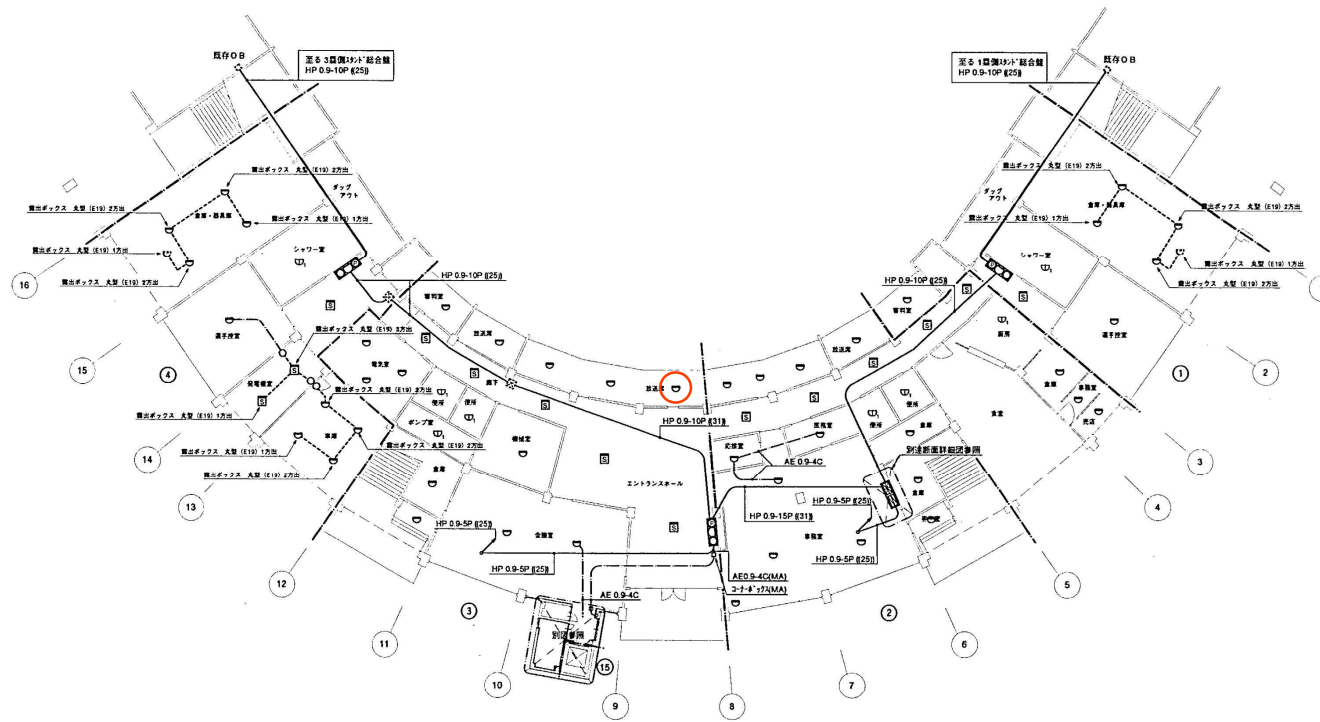 既存OB
至る 3塁側スタンド総合盤
HP 0.9-10P ((25))
至る 1塁側スタンド総合盤
HP 0.9-10P ((25))
既存OB
露出ボックス 丸型 (E19) 2方出
ダッグ
アウト
露出ボックス 丸型 (E19) 2方出
倉庫・器具庫
露出ボックス 丸型 (E19) 1方出
露出ボックス 丸型 (E19) 1方出
シャワー室
露出ボックス 丸型 (E19) 2方出
16
HP 0.9-10P ((25))
審判室
放送席
選手控室
露出ボックス 丸型 (E19) 3方出
15
4
電気室
発電機室
廊下
露出ボックス 丸型 (E19) 2方出
露出ボックス 丸型 (E19) 1方出
便所
便所
ポンプ室
車庫
露出ボックス 丸型 (E19) 1方出
露出ボックス 丸型 (E19) 2方出
露出ボックス 丸型 (E19) 2方出
14
13
倉庫
機械室
エントランスホール
放送席
HP 0.9-10P ((31))
露出ボックス 丸型 (E19) 2方出
ダッグ
アウト
倉庫・器具庫
露出ボックス 丸型 (E19) 1方出
露出ボックス 丸型 (E19) 2方出
シャワー室
露出ボックス 丸型 (E19) 1方出
露出ボックス 丸型 (E19) 2方出
HP 0.9-10P ((25))
審判室
放送席
厨房
選手控室
1
2
倉庫
事務室
売店
食堂
便所
便所
倉庫
医務室
応接室
AE 0.9-4C
別途断面詳細図参照
倉庫
3
4
HP 0.9-5P ((25))
HP 0.9-15P ((31))
事務室
HP 0.9-5P ((25))
HP 0.9-5P ((25))
会議室
HP 0.9-5P ((25))
AE0.9-4C(MA)
コーナーボックス(MA)
AE 0.9-4C
12
3
2
5
11
別図参照
6
10
15
7
9
8